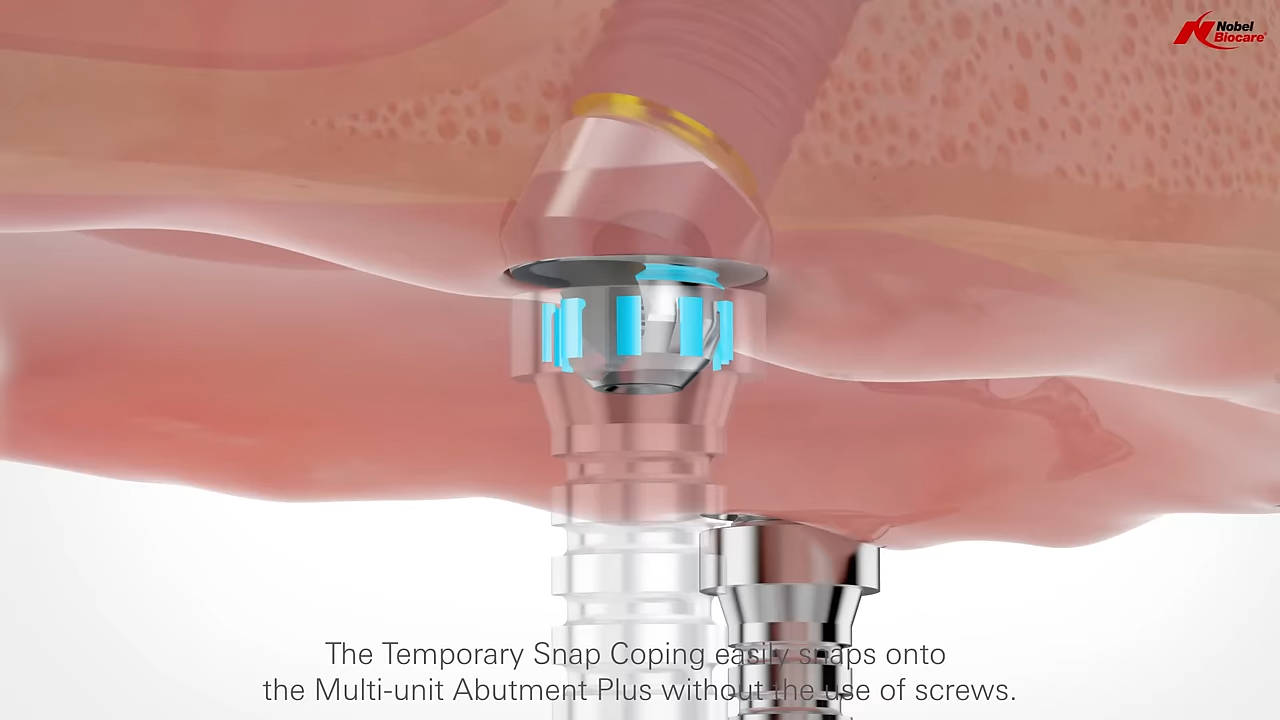 Nobel
Biocare®
The Temporary Snap Coping easily snaps onto
the Multi-unit Abutment Plus without the use of screws.